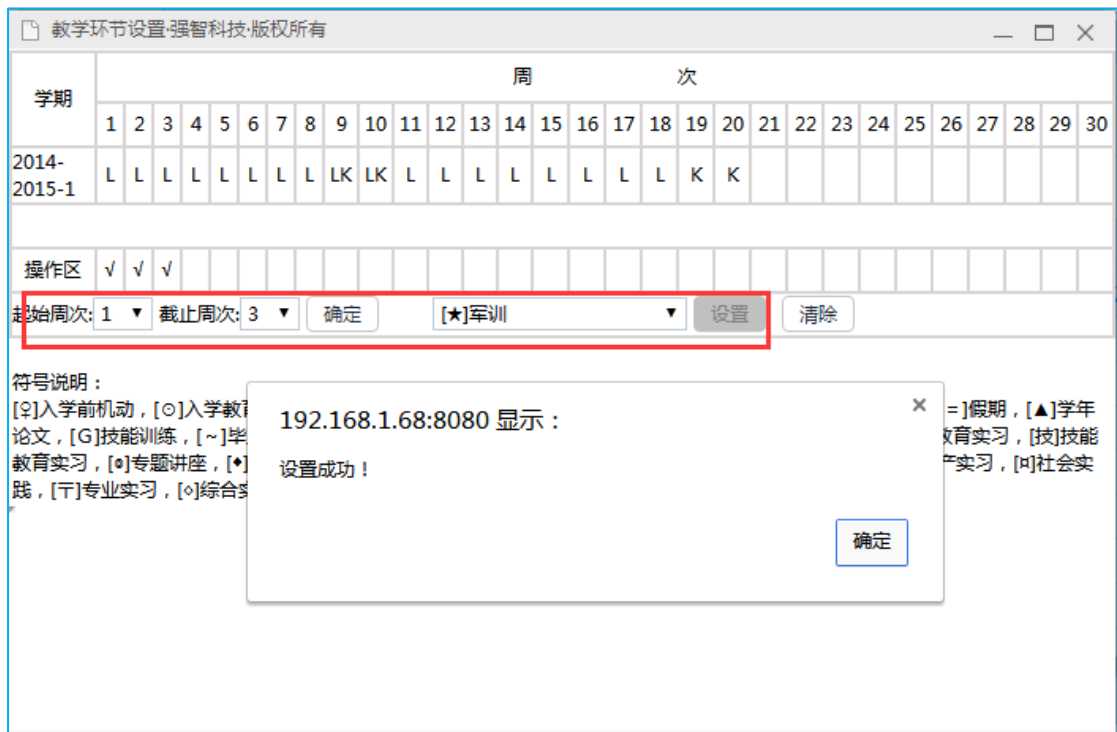 教学环节设置·强智科技·版权所有
学期 周 次
1 2 3 4 5 6 7 8 9 10 11 12 13 14 15 16 17 18 19 20 21 22 23 24 25 26 27 28 29 30
2014-
2015-1 L L L L L L L L LK LK L L L L L L L L K K
操作区 √ √ √
起始周次: 1 ▼ 截止周次: 3 ▼ 确定 [★]军训 ▼ 设置 清除
符号说明：
[♀]入学前机动，[⊙]入学教 =]假期，[▲]学年
论文，[G]技能训练，[~]毕 教育实习，[技]技能
教育实习，[◉]专题讲座，[♦] 产实习，[¤]社会实
践，[〒]专业实习，[◇]综合
192.168.1.68:8080 显示：
×
设置成功！
确定